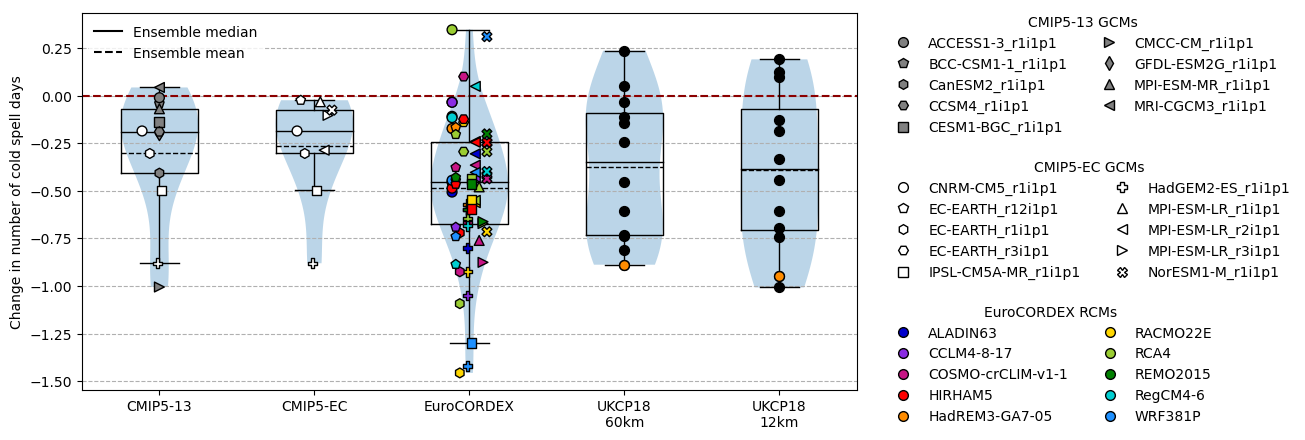 Ensemble median
Ensemble mean
Change in number of cold spell days
0.25
0.00
−0.25
−0.50
−0.75
−1.00
−1.25
−1.50
CMIP5-13
CMIP5-EC
EuroCORDEX
UKCP18
60km
UKCP18
12km
CMIP5-13 GCMs
ACCESS1-3_r1i1p1
BCC-CSM1-1_r1i1p1
CanESM2_r1i1p1
CCSM4_r1i1p1
CESM1-BGC_r1i1p1
CMCC-CM_r1i1p1
GFDL-ESM2G_r1i1p1
MPI-ESM-MR_r1i1p1
MRI-CGCM3_r1i1p1
CMIP5-EC GCMs
CNRM-CM5_r1i1p1
EC-EARTH_r12i1p1
EC-EARTH_r1i1p1
EC-EARTH_r3i1p1
IPSL-CM5A-MR_r1i1p1
HadGEM2-ES_r1i1p1
MPI-ESM-LR_r1i1p1
MPI-ESM-LR_r2i1p1
MPI-ESM-LR_r3i1p1
NorESM1-M_r1i1p1
EuroCORDEX RCMs
ALADIN63
CCLM4-8-17
COSMO-crCLIM-v1-1
HIRHAM5
HadREM3-GA7-05
RACMO22E
RCA4
REMO2015
RegCM4-6
WRF381P